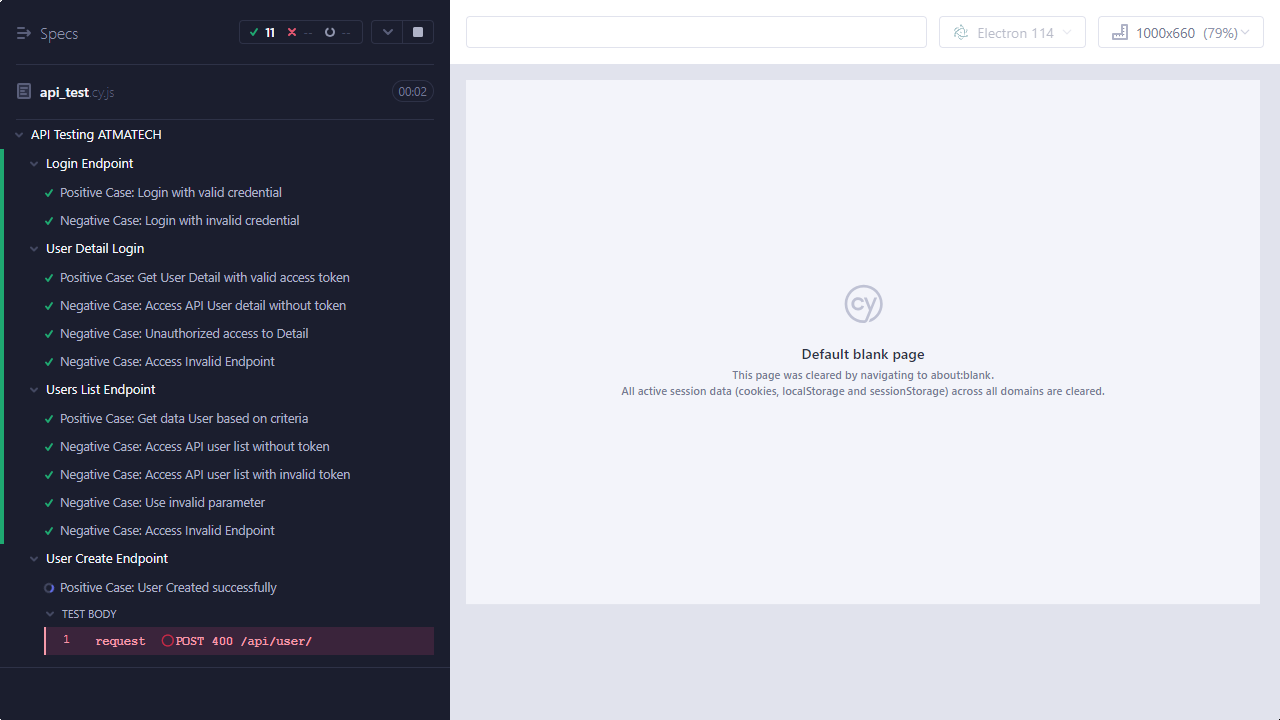 Specs
11
--
--
Electron 114
1000x660 (79%)
api_test.cy.js
00:02
API Testing ATMATECH
Login Endpoint
Positive Case: Login with valid credential
Negative Case: Login with invalid credential
User Detail Login
Positive Case: Get User Detail with valid access token
Negative Case: Access API User detail without token
Negative Case: Unauthorized access to Detail
Negative Case: Access Invalid Endpoint
Users List Endpoint
Positive Case: Get data User based on criteria
Negative Case: Access API user list without token
Negative Case: Access API user list with invalid token
Negative Case: Use invalid parameter
Negative Case: Access Invalid Endpoint
User Create Endpoint
Positive Case: User Created successfully
TEST BODY
1 request POST 400 /api/user/
cy
Default blank page
This page was cleared by navigating to about:blank.
All active session data (cookies, localStorage and sessionStorage) across all domains are cleared.